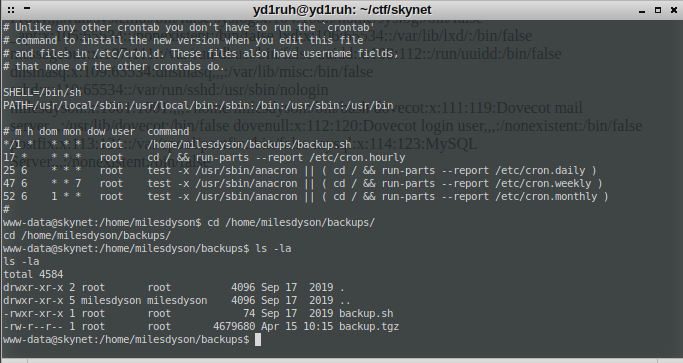 yd1ruh@yd1ruh: ~/ctf/skynet
# Unlike any other crontab you don't have to run the `crontab'
# command to install the new version when you edit this file
# and files in /etc/cron.d. These files also have username fields,
# that none of the other crontabs do.
SHELL=/bin/sh
PATH=/usr/local/sbin:/usr/local/bin:/sbin:/bin:/usr/sbin:/usr/bin
# m h dom mon dow user  command
*/1 *   * * *   root    /home/milesdyson/backups/backup.sh
17 *    * * *   root    cd / && run-parts --report /etc/cron.hourly
25 6    * * *   root    test -x /usr/sbin/anacron || ( cd / && run-parts --report /etc/cron.daily )
47 6    * * 7   root    test -x /usr/sbin/anacron || ( cd / && run-parts --report /etc/cron.weekly )
52 6    1 * *   root    test -x /usr/sbin/anacron || ( cd / && run-parts --report /etc/cron.monthly )
#
www-data@skynet:/home/milesdyson$ cd /home/milesdyson/backups/
cd /home/milesdyson/backups/
www-data@skynet:/home/milesdyson/backups$ ls -la
ls -la
total 4584
drwxr-xr-x 2 root       root          4096 Sep 17  2019 .
drwxr-xr-x 5 milesdyson milesdyson    4096 Sep 17  2019 ..
-rwxr-xr-x 1 root       root            74 Sep 17  2019 backup.sh
-rw-r--r-- 1 root       root       4679680 Apr 15 10:15 backup.tgz
www-data@skynet:/home/milesdyson/backups$